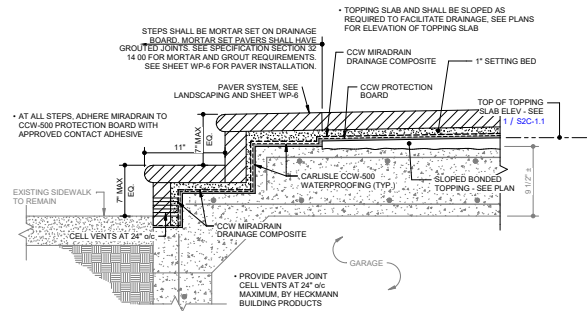 • TOPPING SLAB AND SHALL BE SLOPED AS
REQUIRED TO FACILITATE DRAINAGE, SEE PLANS
FOR ELEVATION OF TOPPING SLAB
STEPS SHALL BE MORTAR SET ON DRAINAGE
BOARD. MORTAR SET PAVERS SHALL HAVE
GROUTED JOINTS. SEE SPECIFICATION SECTION 32
14 00 FOR MORTAR AND GROUT REQUIREMENTS.
SEE SHEET WP-6 FOR PAVER INSTALLATION.
CCW MIRADRAIN
DRAINAGE COMPOSITE
1" SETTING BED
PAVER SYSTEM, SEE
LANDSCAPING AND SHEET WP-6
CCW PROTECTION
BOARD
TOP OF TOPPING
SLAB ELEV - SEE
1 / S2C-1.1
• AT ALL STEPS, ADHERE MIRADRAIN TO
CCW-500 PROTECTION BOARD WITH
APPROVED CONTACT ADHESIVE
11"
7" MAX
EQ.
7" MAX
EQ.
CARLISLE CCW-500
WATERPROOFING (TYP.)
SLOPED BONDED
TOPPING - SEE PLAN
9 1/2" ±
EXISTING SIDEWALK
TO REMAIN
CELL VENTS AT 24" o/c
CCW MIRADRAIN
DRAINAGE COMPOSITE
GARAGE
• PROVIDE PAVER JOINT
CELL VENTS AT 24" o/c
MAXIMUM, BY HECKMANN
BUILDING PRODUCTS